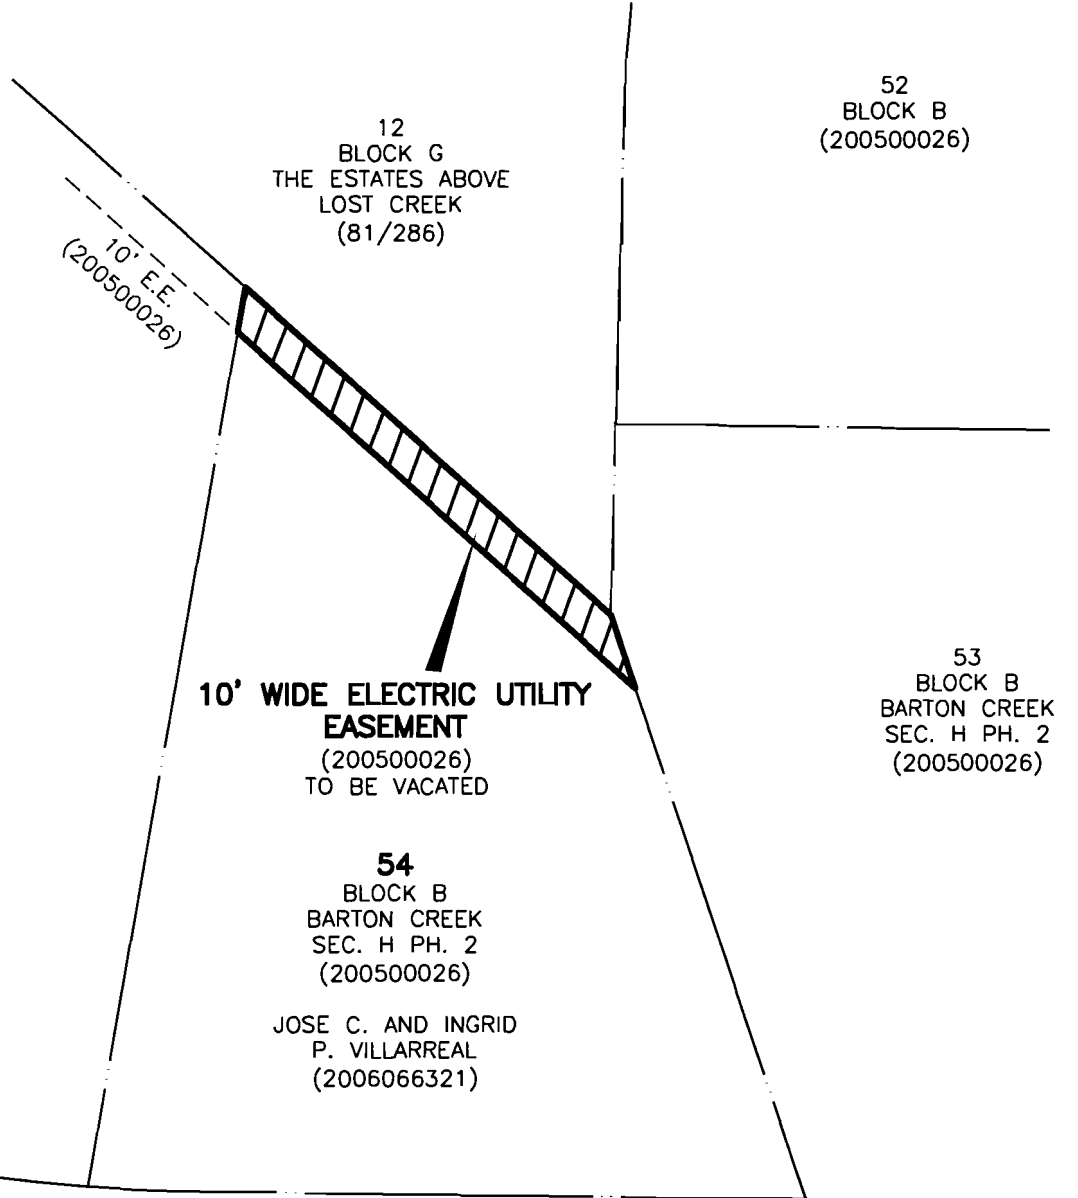 52
BLOCK B
(200500026)
12
BLOCK G
THE ESTATES ABOVE
LOST CREEK
(81/286)
10' E.E.
(200500026)
10' WIDE ELECTRIC UTILITY
EASEMENT
(200500026)
TO BE VACATED
53
BLOCK B
BARTON CREEK
SEC. H PH. 2
(200500026)
54
BLOCK B
BARTON CREEK
SEC. H PH. 2
(200500026)
JOSE C. AND INGRID
P. VILLARREAL
(2006066321)